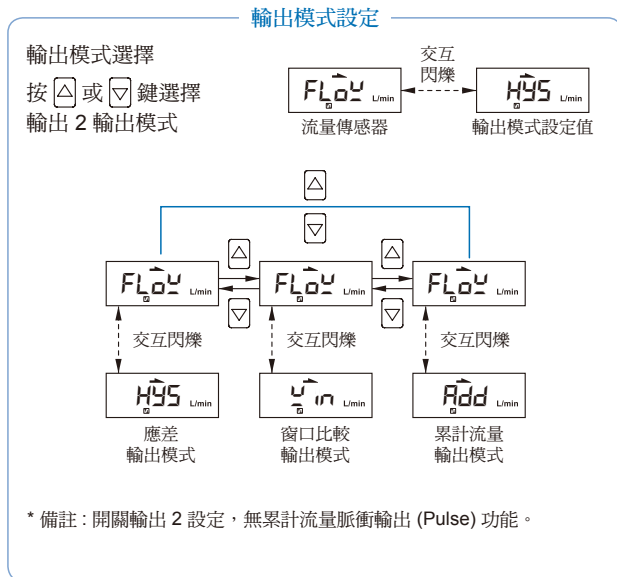 輸出模式設定
輸出模式選擇
按 △ 或 ▽ 鍵選擇
輸出 2 輸出模式
交互
閃爍
FLoW L/min
HYS L/min
流量傳感器
輸出模式設定值
△
▽
△
△
FLoW L/min
FLoW L/min
FLoW L/min
▽
▽
交互閃爍
交互閃爍
交互閃爍
HYS L/min
Win L/min
Add L/min
應差
輸出模式
窗口比較
輸出模式
累計流量
輸出模式
* 備註 : 開關輸出 2 設定，無累計流量脈衝輸出 (Pulse) 功能。